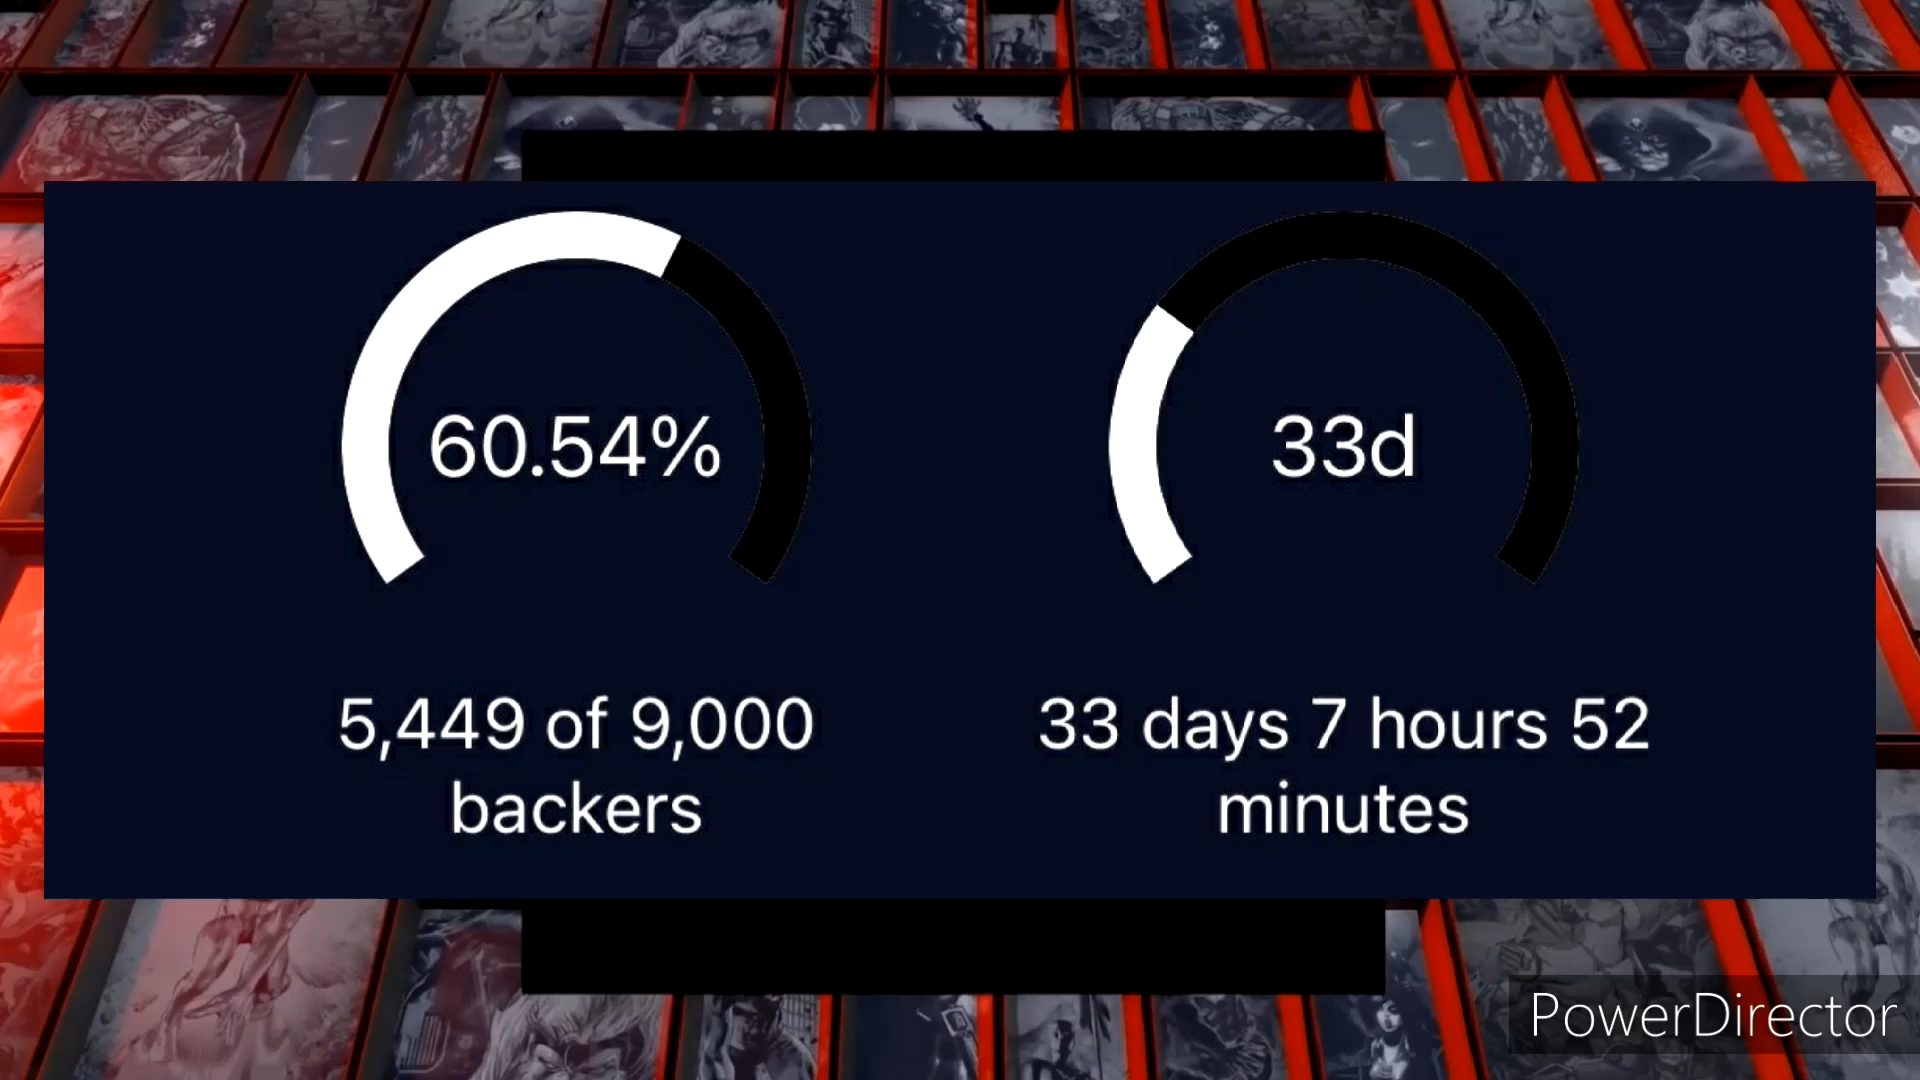 60.54%
33d
5,449 of 9,000
backers
33 days 7 hours 52
minutes
PowerDirector